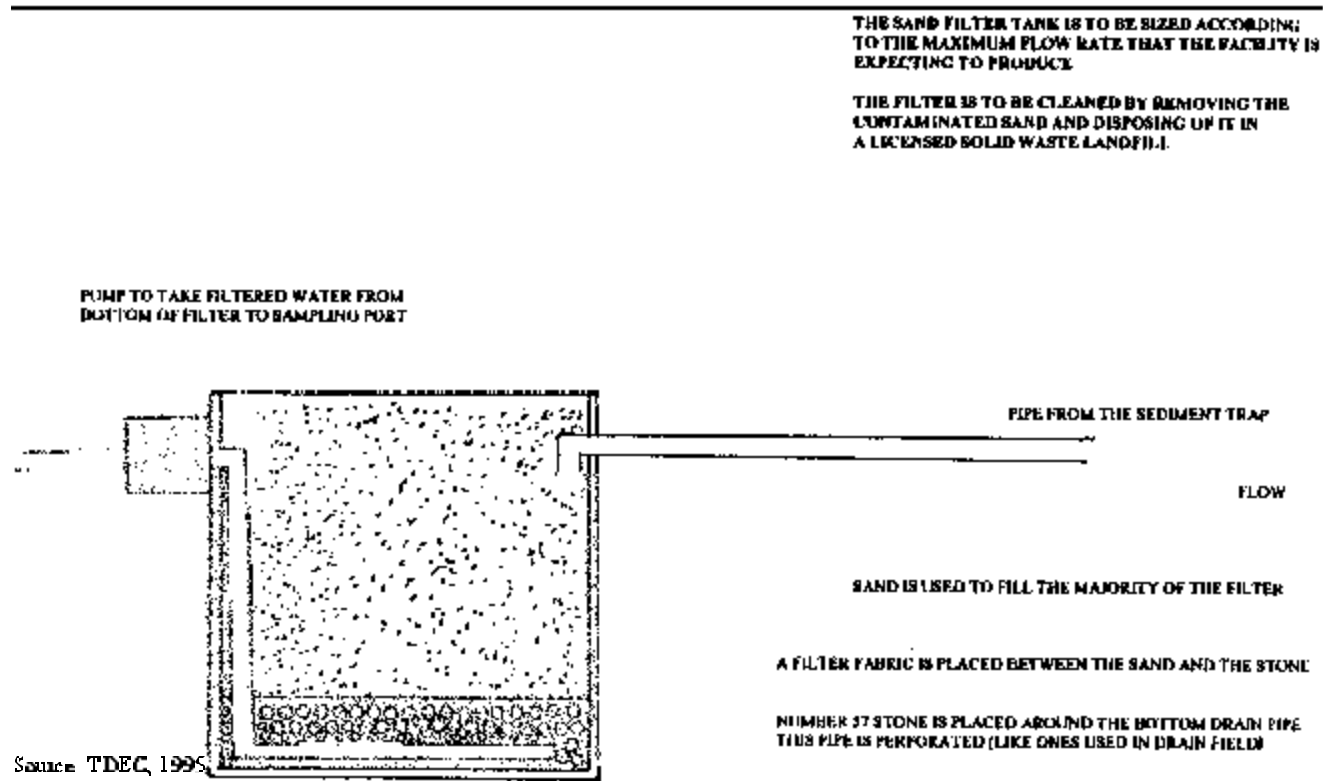 THE SAND FILTER TANK IS TO BE SIZED ACCORDING
TO THE MAXIMUM FLOW RATE THAT THE FACILITY IS
EXPECTING TO PRODUCE
THE FILTER IS TO BE CLEANED BY REMOVING THE
CONTAMINATED SAND AND DISPOSING OF IT IN
A LICENSED SOLID WASTE LANDFILL.
PUMP TO TAKE FILTERED WATER FROM
BOTTOM OF FILTER TO SAMPLING PORT
PIPE FROM THE SEDIMENT TRAP
FLOW
SAND IS USED TO FILL THE MAJORITY OF THE FILTER
A FILTER FABRIC IS PLACED BETWEEN THE SAND AND THE STONE
NUMBER 57 STONE IS PLACED AROUND THE BOTTOM DRAIN PIPE
THIS PIPE IS PERFORATED (LIKE ONES USED IN DRAIN FIELD)
Source TDEC, 1995